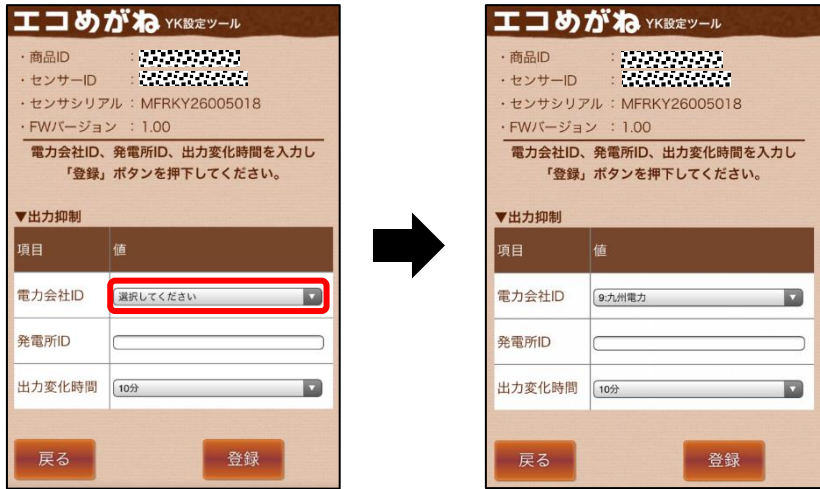 エコめがね YK設定ツール
・商品ID :
・センサーID :
・センサシリアル : MFRKY26005018
・FWバージョン : 1.00
電力会社ID、発電所ID、出力変化時間を入力し
「登録」ボタンを押下してください。
▼出力抑制
項目 値
電力会社ID 選択してください
発電所ID
出力変化時間 10分
戻る 登録
エコめがね YK設定ツール
・商品ID :
・センサーID :
・センサシリアル : MFRKY26005018
・FWバージョン : 1.00
電力会社ID、発電所ID、出力変化時間を入力し
「登録」ボタンを押下してください。
▼出力抑制
項目 値
電力会社ID 9:九州電力
発電所ID
出力変化時間 10分
戻る 登録